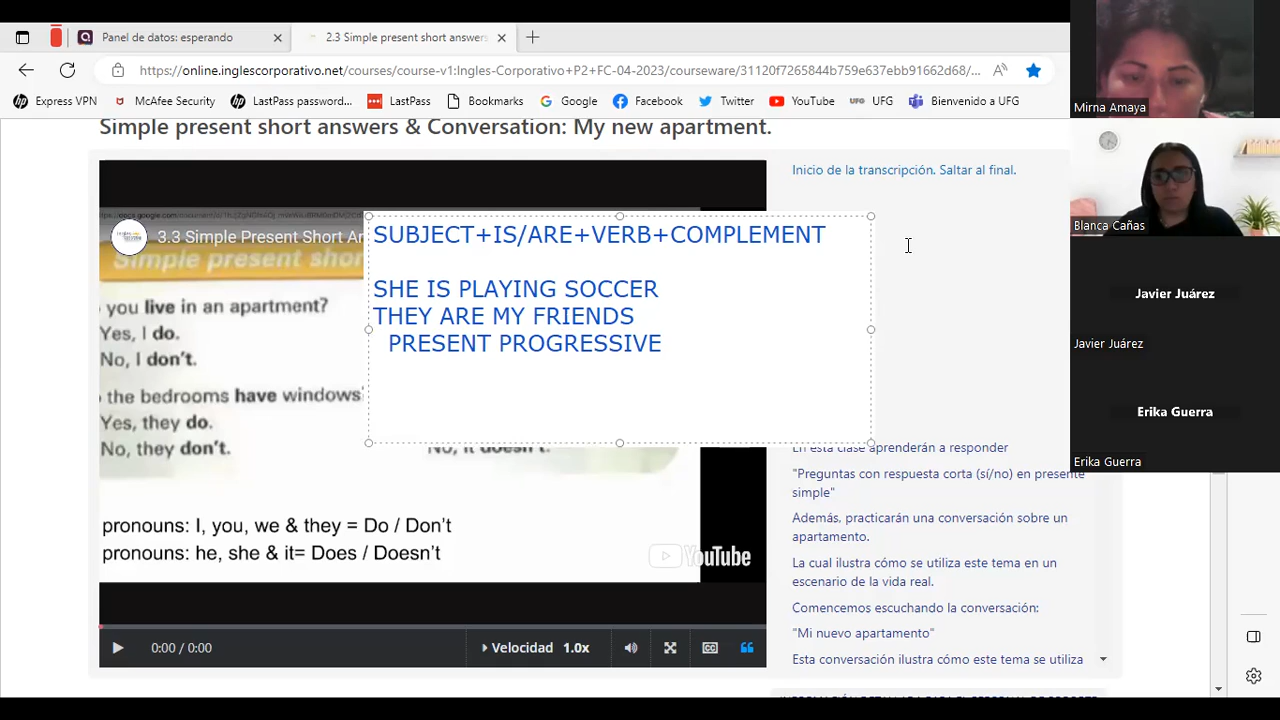 Panel de datos: esperando
2.3 Simple present short answers
https://online.inglescorporativo.net/courses/course-v1:Ingles-Corporativo+P2+FC-04-2023/courseware/31120f7265844b759e637ebb91662d68/...
Express VPN
McAfee Security
LastPass password...
LastPass
Bookmarks
Google
Facebook
Twitter
YouTube
UFG
Bienvenido a UFG
Simple present short answers & Conversation: My new apartment.
3.3 Simple Present Short An
Simple present shor
you live in an apartment?
Yes, I do.
No, I don't.
the bedrooms have windows
Yes, they do.
No, they don't.
No, it doesn't.
pronouns: I, you, we & they = Do / Don't
pronouns: he, she & it= Does / Doesn't
YouTube
SUBJECT+IS/ARE+VERB+COMPLEMENT
SHE IS PLAYING SOCCER
THEY ARE MY FRIENDS
PRESENT PROGRESSIVE
0:00 / 0:00
Velocidad 1.0x
Inicio de la transcripción. Saltar al final.
En esta clase aprenderán a responder
"Preguntas con respuesta corta (sí/no) en presente
simple"
Además, practicarán una conversación sobre un
apartamento.
La cual ilustra cómo se utiliza este tema en un
escenario de la vida real.
Comencemos escuchando la conversación:
"Mi nuevo apartamento"
Esta conversación ilustra cómo este tema se utiliza
Mirna Amaya
Blanca Cañas
Javier Juárez
Javier Juárez
Erika Guerra
Erika Guerra